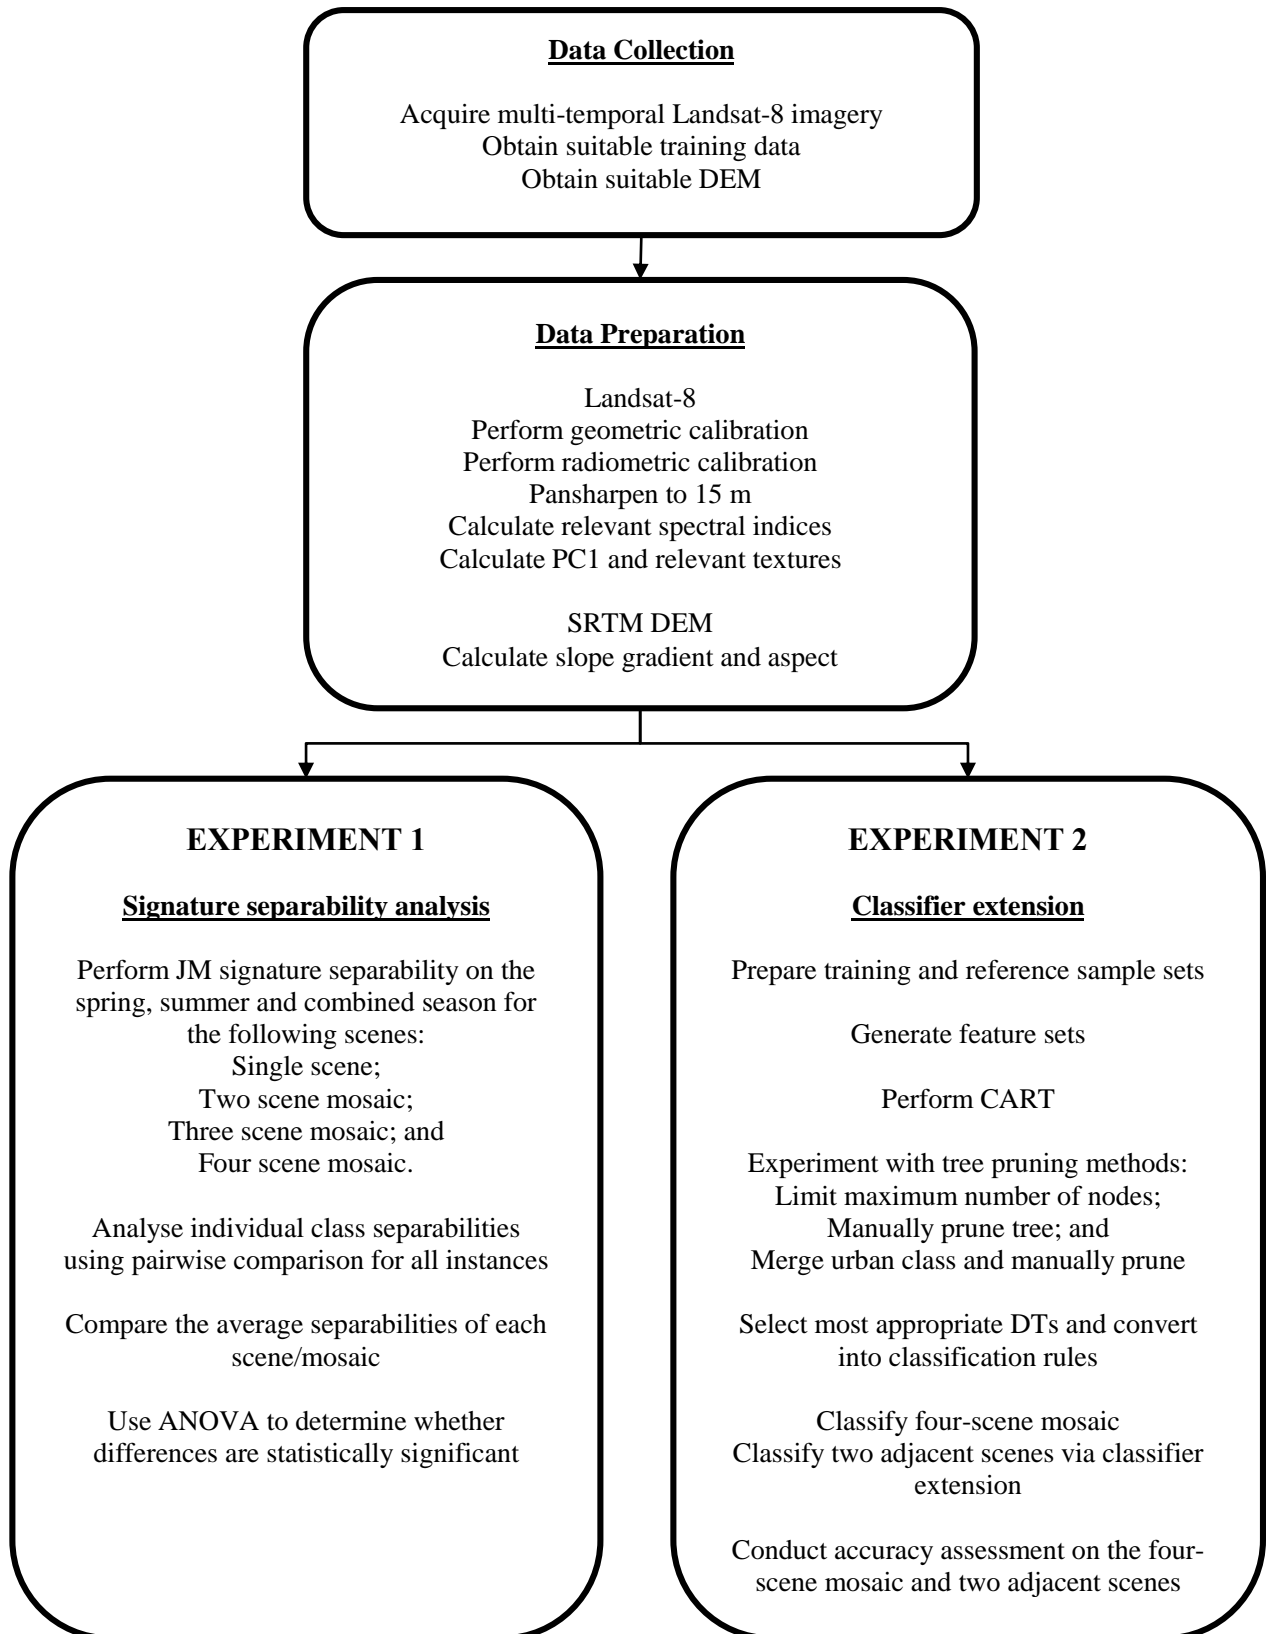 Data Collection
Acquire multi-temporal Landsat-8 imagery
Obtain suitable training data
Obtain suitable DEM
Data Preparation
Landsat-8
Perform geometric calibration
Perform radiometric calibration
Pansharpen to 15 m
Calculate relevant spectral indices
Calculate PC1 and relevant textures
SRTM DEM
Calculate slope gradient and aspect
EXPERIMENT 1
Signature separability analysis
Perform JM signature separability on the
spring, summer and combined season for
the following scenes:
Single scene;
Two scene mosaic;
Three scene mosaic; and
Four scene mosaic.
Analyse individual class separabilities
using pairwise comparison for all instances
Compare the average separabilities of each
scene/mosaic
Use ANOVA to determine whether
differences are statistically significant
EXPERIMENT 2
Classifier extension
Prepare training and reference sample sets
Generate feature sets
Perform CART
Experiment with tree pruning methods:
Limit maximum number of nodes;
Manually prune tree; and
Merge urban class and manually prune
Select most appropriate DTs and convert
into classification rules
Classify four-scene mosaic
Classify two adjacent scenes via classifier
extension
Conduct accuracy assessment on the four-
scene mosaic and two adjacent scenes